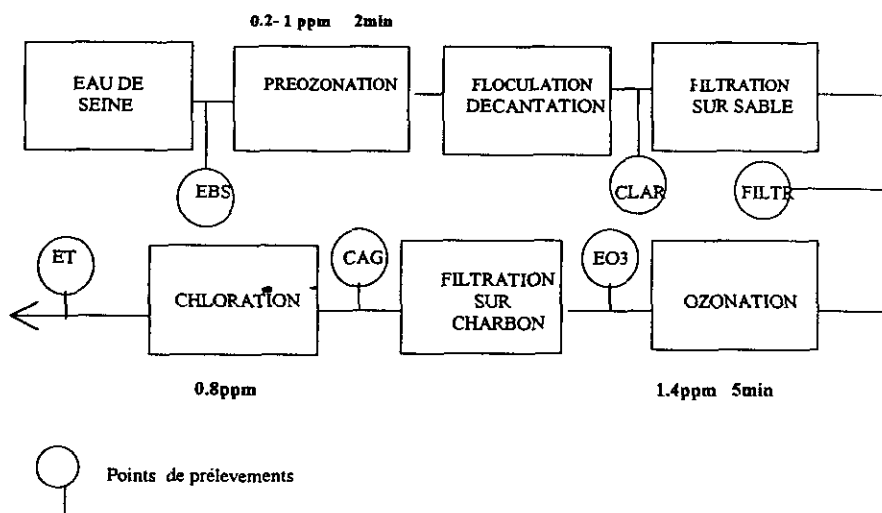 0.2-1 ppm 2min
EAU DE
SEINE
PREOZONATION
FLOCULATION
DECANTATION
FILTRATION
SUR SABLE
EBS
CLAR
FILTR
ET
CHLORATION
CAG
FILTRATION
SUR
CHARBON
EO3
OZONATION
0.8ppm
1.4ppm 5min
Points de prélevements